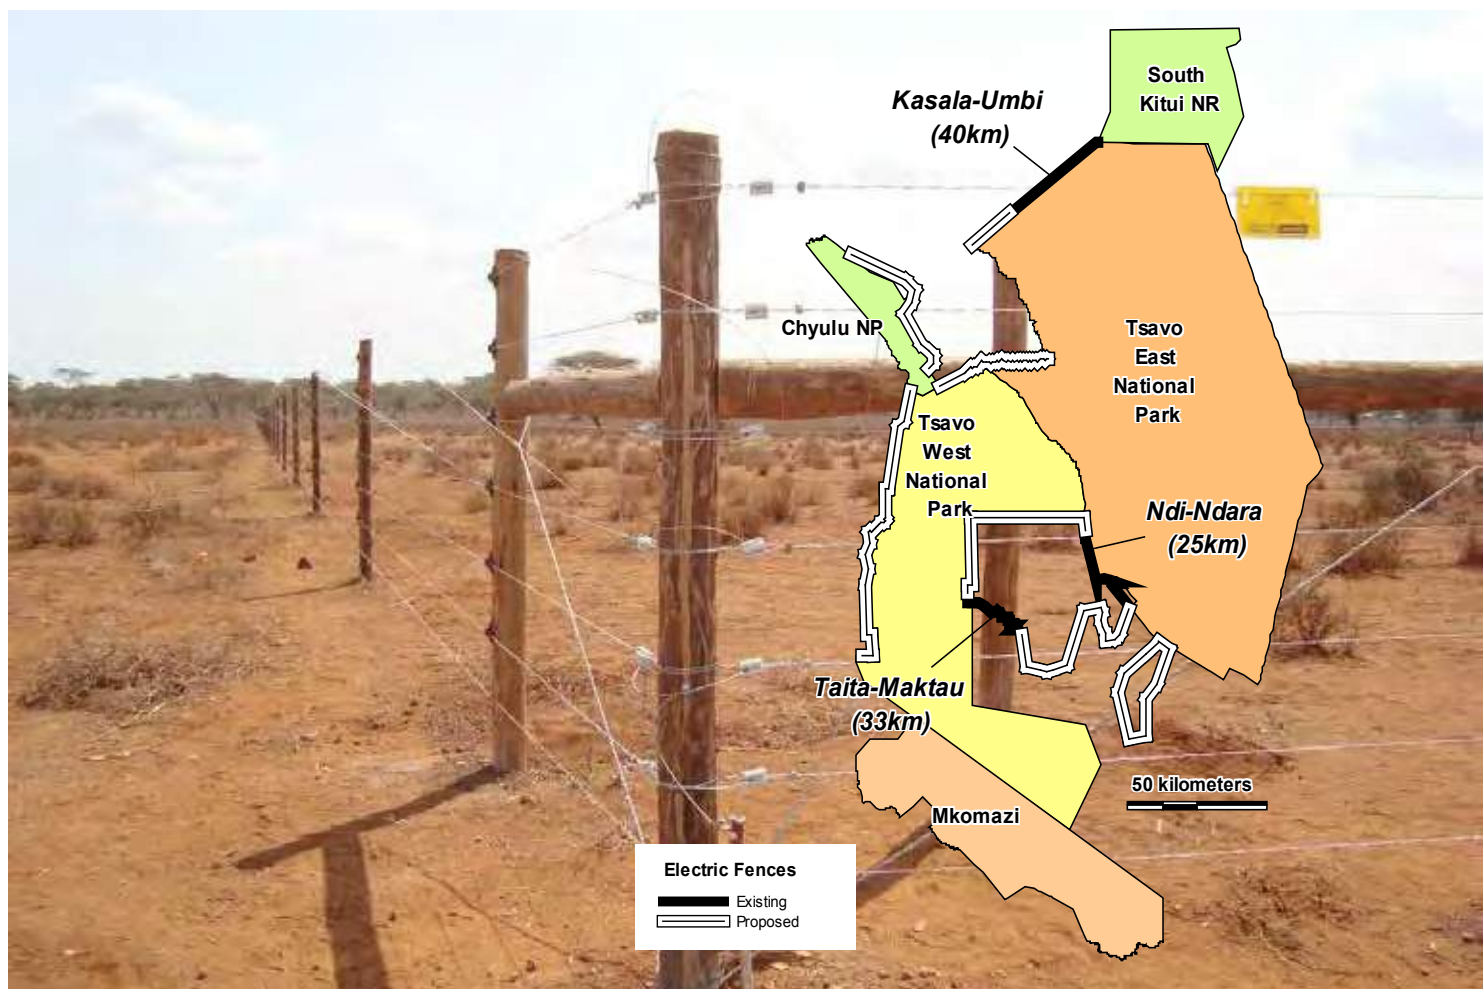 South
Kitui NR
Kasala-Umbi
(40km)
Chyulu NP
Tsavo
East
National
Park
Tsavo
West
National
Park
Ndi-Ndara
(25km)
Taita-Maktau
(33km)
50 kilometers
Mkomazi
Electric Fences
Existing
Proposed